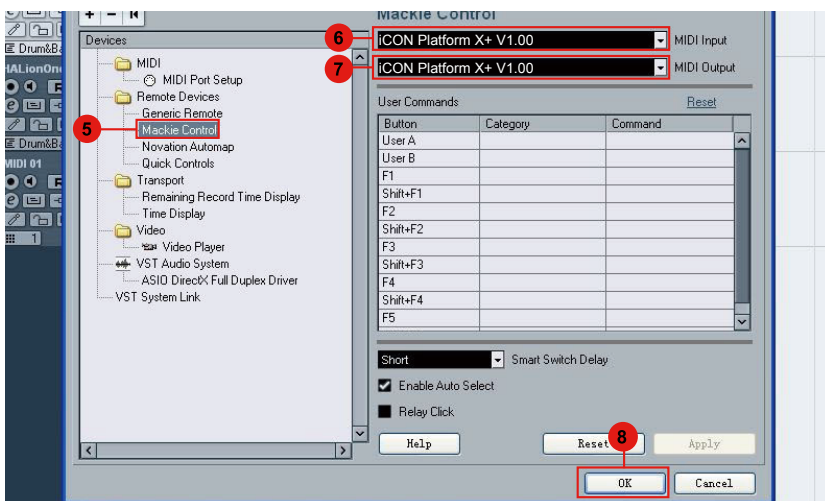 Mackie Control
Devices
6
iCON Platform X+ V1.00
MIDI Input
7
iCON Platform X+ V1.00
MIDI Output
MIDI
MIDI Port Setup
Remote Devices
Generic Remote
5
Mackie Control
Novation Automap
Quick Controls
Transport
Remaining Record Time Display
Time Display
Video
Video Player
VST Audio System
ASIO DirectX Full Duplex Driver
VST System Link
User Commands
Reset
Button Category Command
User A
User B
F1
Shift+F1
F2
Shift+F2
F3
Shift+F3
F4
Shift+F4
F5
Short
Smart Switch Delay
Enable Auto Select
Relay Click
Help
Reset
8
Apply
OK
Cancel
Drum&Ba
HALionOne
Drum&Ba
MIDI 01
1